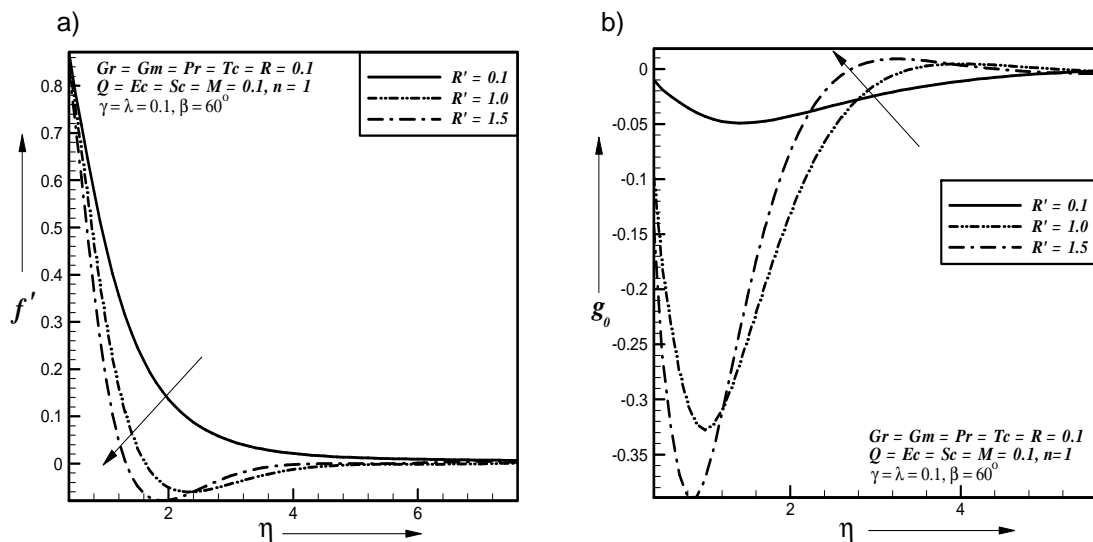 a)
Gr = Gm = Pr = Tc = R = 0.1
Q = Ec = Sc = M = 0.1, n = 1
γ = λ = 0.1, β = 60°
R' = 0.1
R' = 1.0
R' = 1.5
0.8
0.7
0.6
0.5
0.4
0.3
0.2
0.1
0
f '
2
4
6
η
b)
0
-0.05
-0.1
-0.15
-0.2
-0.25
-0.3
-0.35
g₀
R' = 0.1
R' = 1.0
R' = 1.5
Gr = Gm = Pr = Tc = R = 0.1
Q = Ec = Sc = M = 0.1, n=1
γ = λ = 0.1, β = 60°
2
4
η